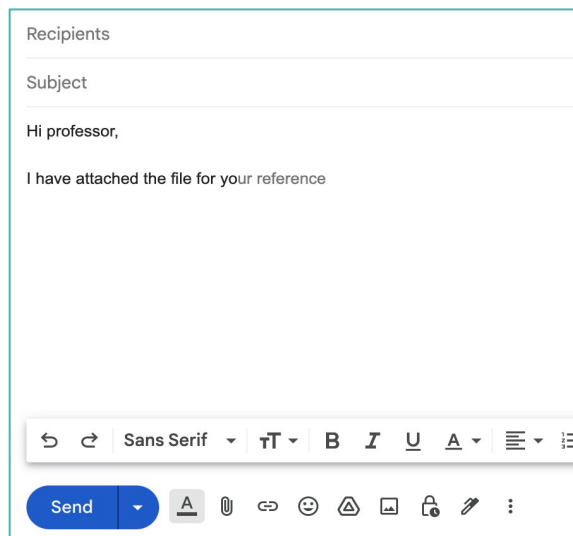 Recipients
Subject
Hi professor,
I have attached the file for your reference
Sans Serif
Send